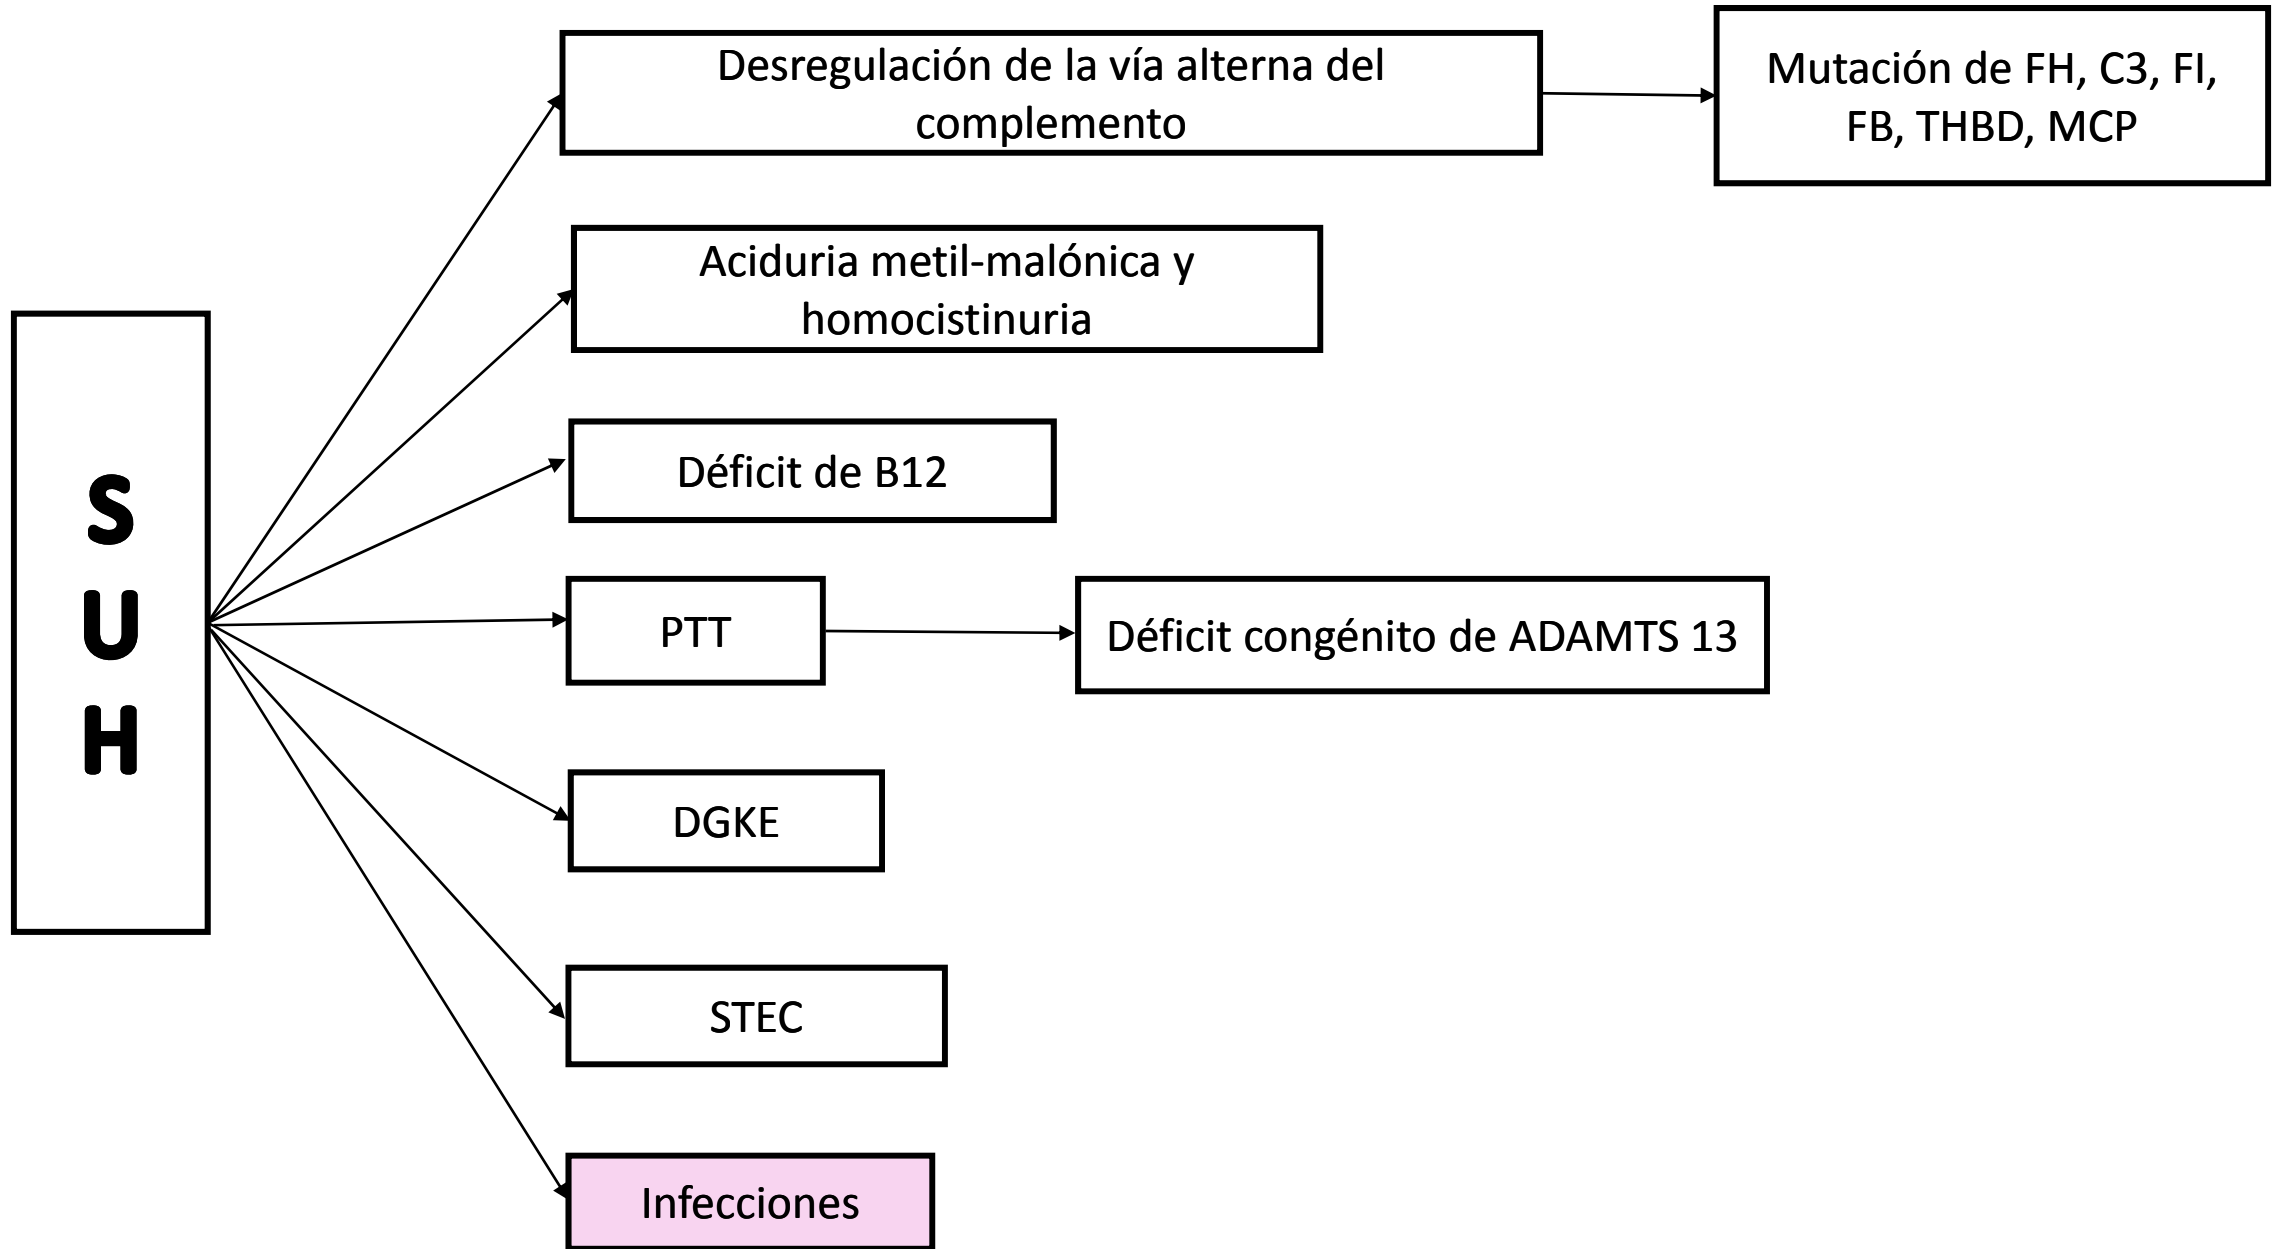 Desregulación de la vía alterna del
complemento
Mutación de FH, C3, FI,
FB, THBD, MCP
Aciduria metil-malónica y
homocistinuria
Déficit de B12
S
U
H
PTT
Déficit congénito de ADAMTS 13
DGKE
STEC
Infecciones